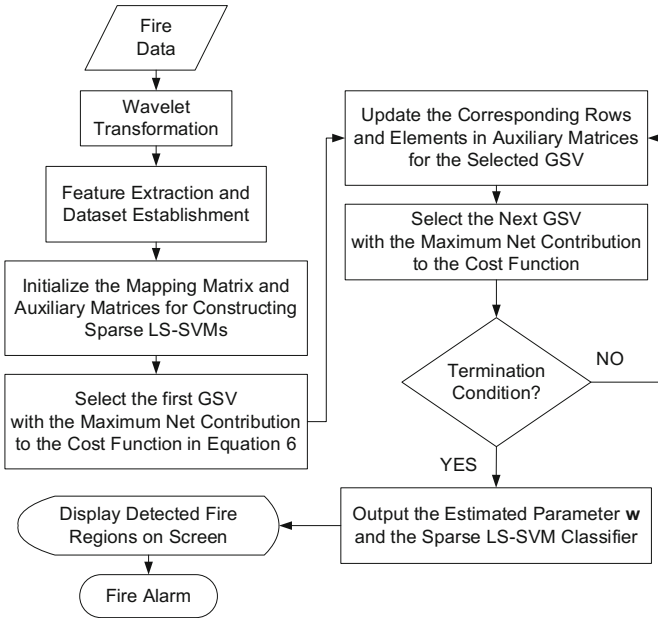 Fire
Data
Wavelet
Transformation
Feature Extraction and
Dataset Establishment
Initialize the Mapping Matrix and
Auxiliary Matrices for Constructing
Sparse LS-SVMs
Select the first GSV
with the Maximum Net Contribution
to the Cost Function in Equation 6
Update the Corresponding Rows
and Elements in Auxiliary Matrices
for the Selected GSV
Select the Next GSV
with the Maximum Net Contribution
to the Cost Function
Termination
Condition?
NO
YES
Output the Estimated Parameter w
and the Sparse LS-SVM Classifier
Display Detected Fire
Regions on Screen
Fire Alarm